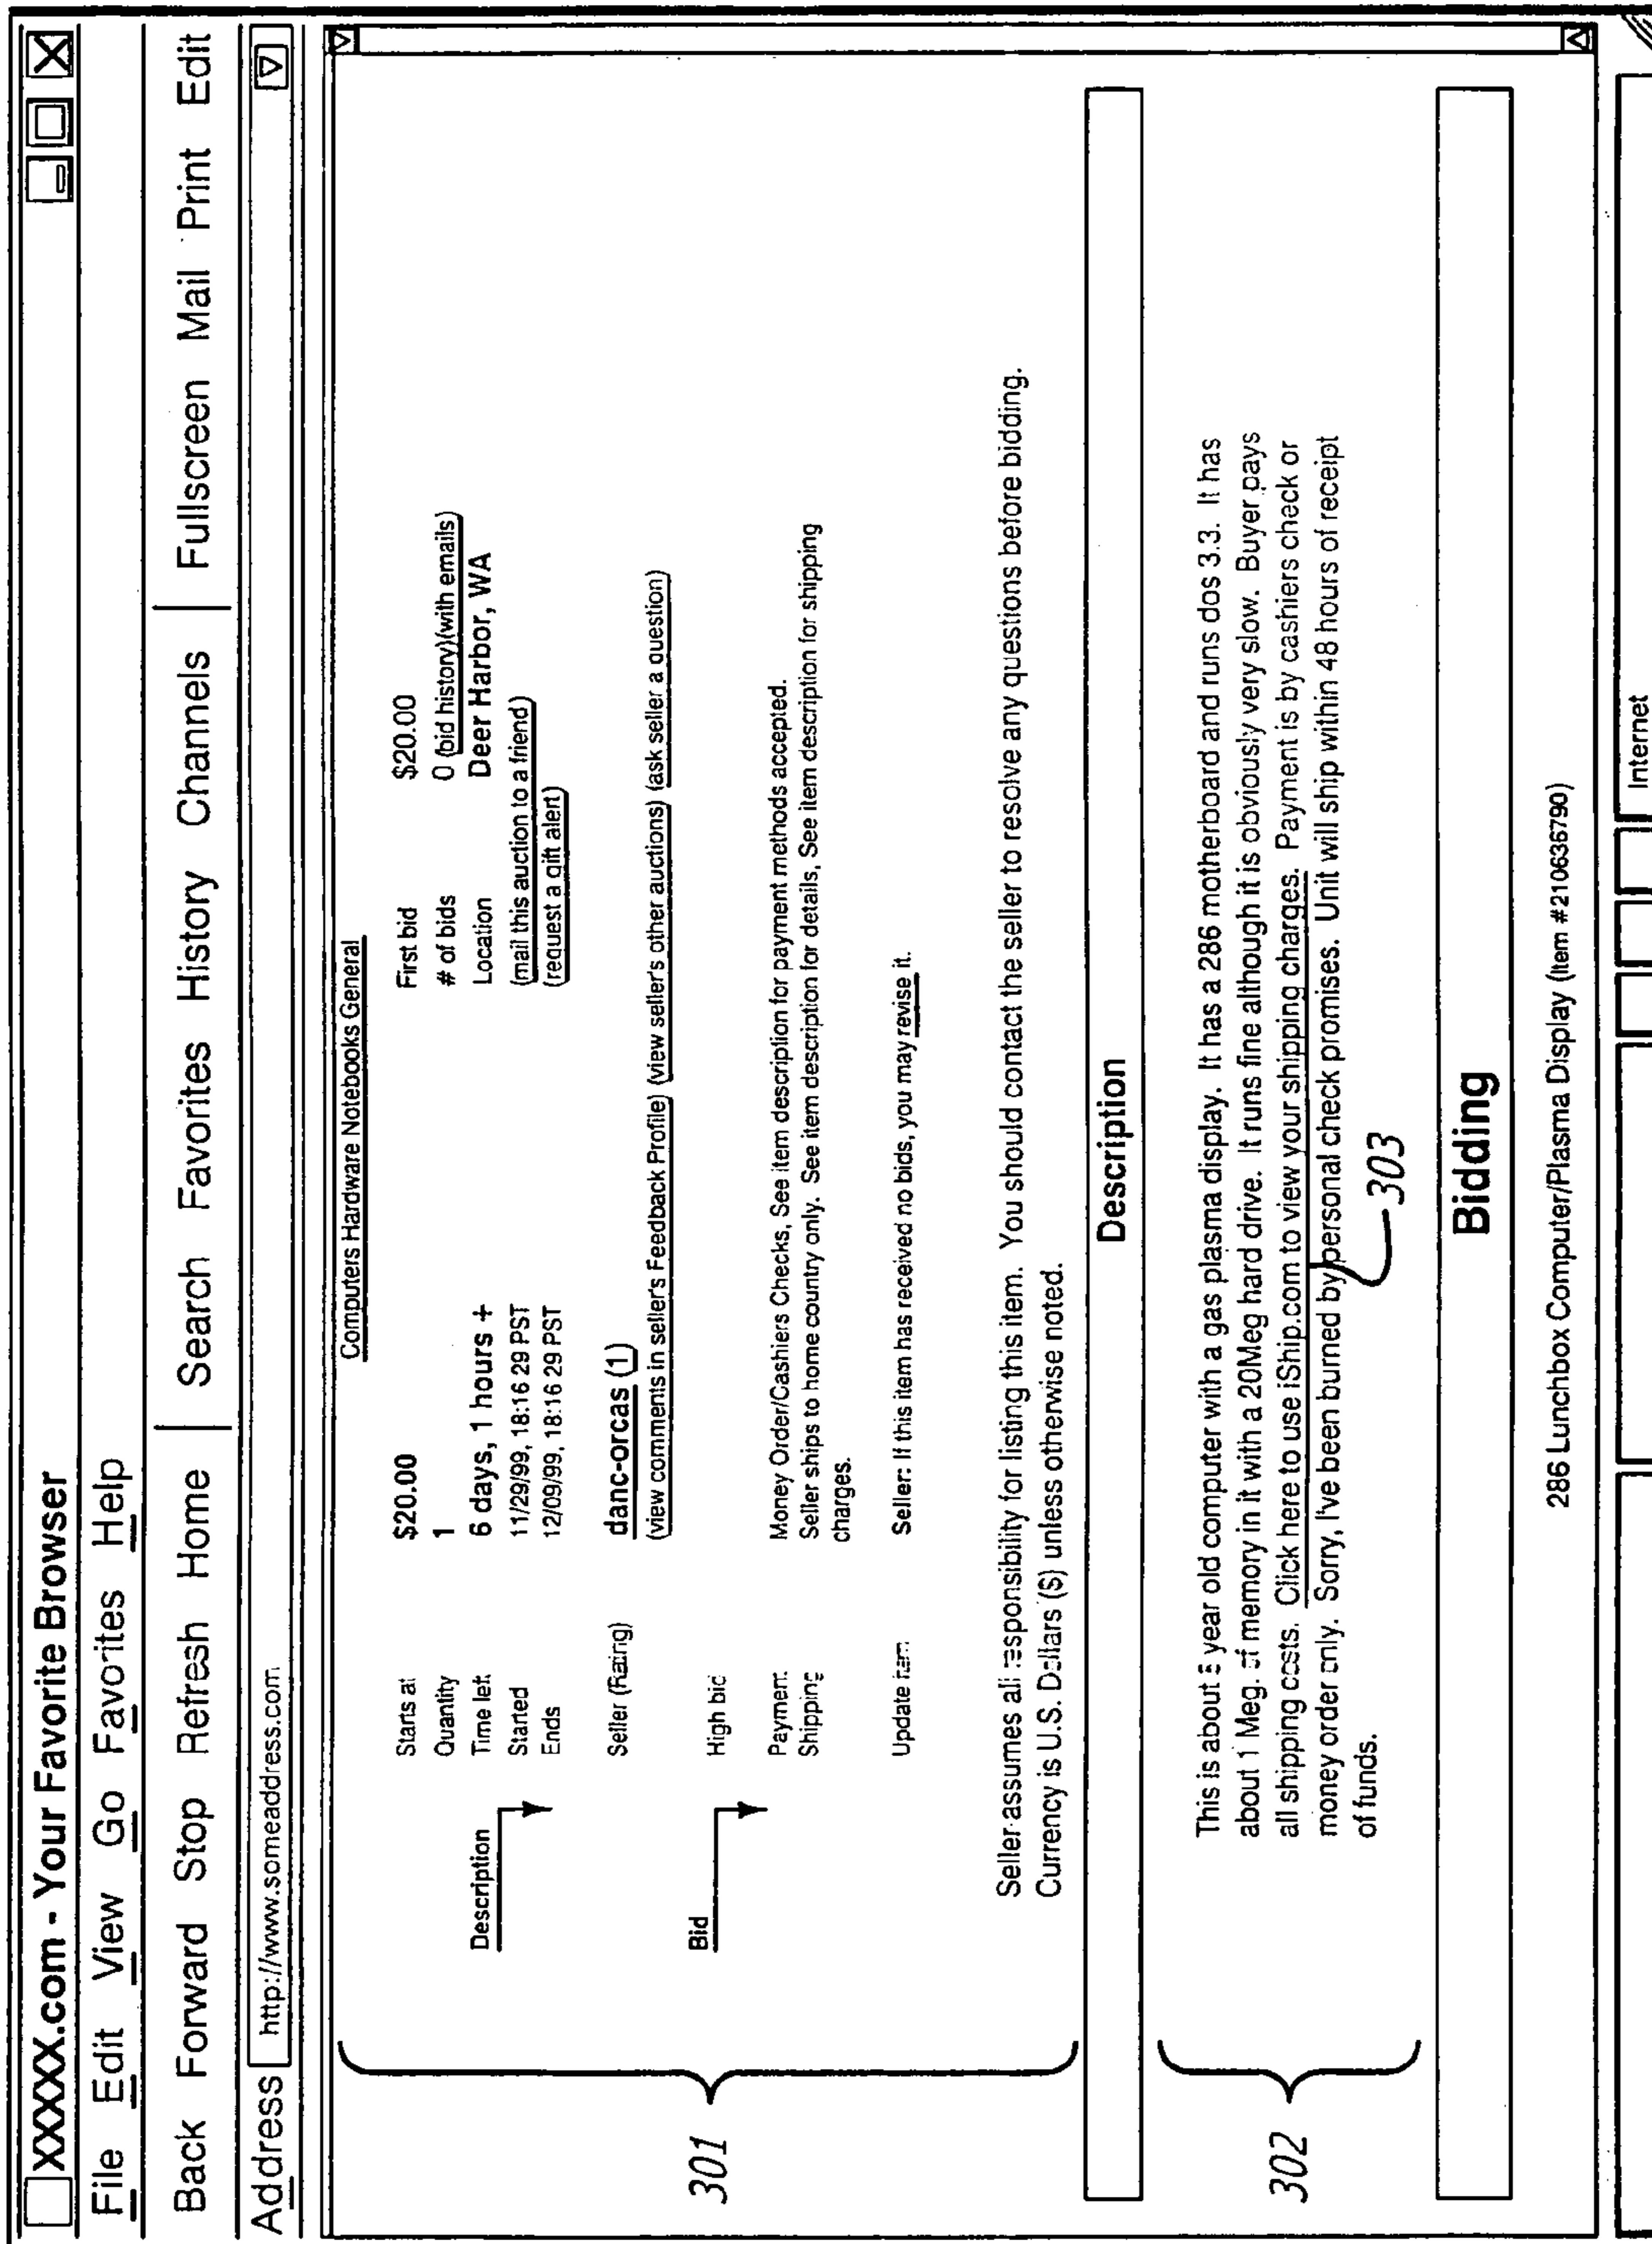 XXXXX.com - Your Favorite Browser
File Edit View Go Favorites Help
Back Forward Stop Refresh Home Search Favorites History Channels Fullscreen Mail Print Edit
Address http://www.someaddress.com
Computers Hardware Notebooks General
Starts at $20.00 First bid $20.00
Quantity 1 # of bids 0 (bid history)(with emails)
Description Time left 6 days, 1 hours + Location Deer Harbor, WA
Started 11/29/99, 18:16 29 PST (mail this auction to a friend)
Ends 12/09/99, 18:16 29 PST (request a gift alert)
Seller (Rating) danc-orcas (1)
(view comments in seller's Feedback Profile) (view seller's other auctions) (ask seller a question)
301
Bid High bid
Payment Money Order/Cashiers Checks, See item description for payment methods accepted.
Shipping Seller ships to home country only. See item description for details, See item description for shipping
charges.
Update item Seller: If this item has received no bids, you may revise it.
Seller assumes all responsibility for listing this item. You should contact the seller to resolve any questions before bidding.
Currency is U.S. Dollars ($) unless otherwise noted.
Description
302
This is about 5 year old computer with a gas plasma display. It has a 286 motherboard and runs dos 3.3. It has
about 1 Meg. of memory in it with a 20Meg hard drive. It runs fine although it is obviously very slow. Buyer pays
all shipping costs. Click here to use iShip.com to view your shipping charges. Payment is by cashiers check or
money order only. Sorry, I've been burned by personal check promises. Unit will ship within 48 hours of receipt
of funds.
303
Bidding
286 Lunchbox Computer/Plasma Display (Item #210636790)
Internet